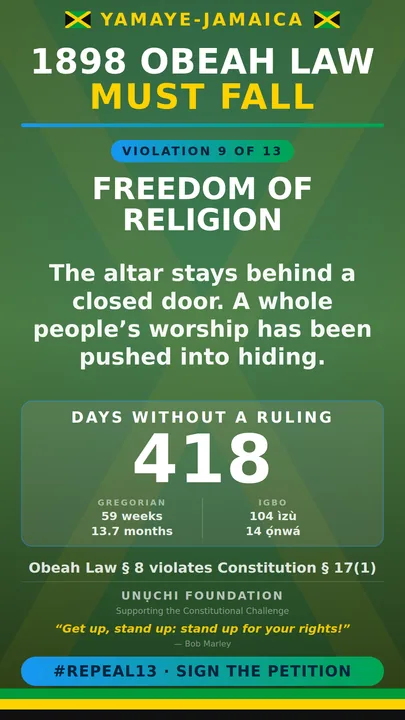 YAMAYE-JAMAICA
1898 OBEAH LAW
MUST FALL
VIOLATION 9 OF 13
FREEDOM OF
RELIGION
The altar stays behind a
closed door. A whole
people’s worship has been
pushed into hiding.
DAYS WITHOUT A RULING
418
GREGORIAN
59 weeks
13.7 months
IGBO
104 ìzù
14 ọ́nwá
Obeah Law § 8 violates Constitution § 17(1)
UNỤCHI FOUNDATION
Supporting the Constitutional Challenge
“Get up, stand up: stand up for your rights!”
— Bob Marley
#REPEAL13 · SIGN THE PETITION